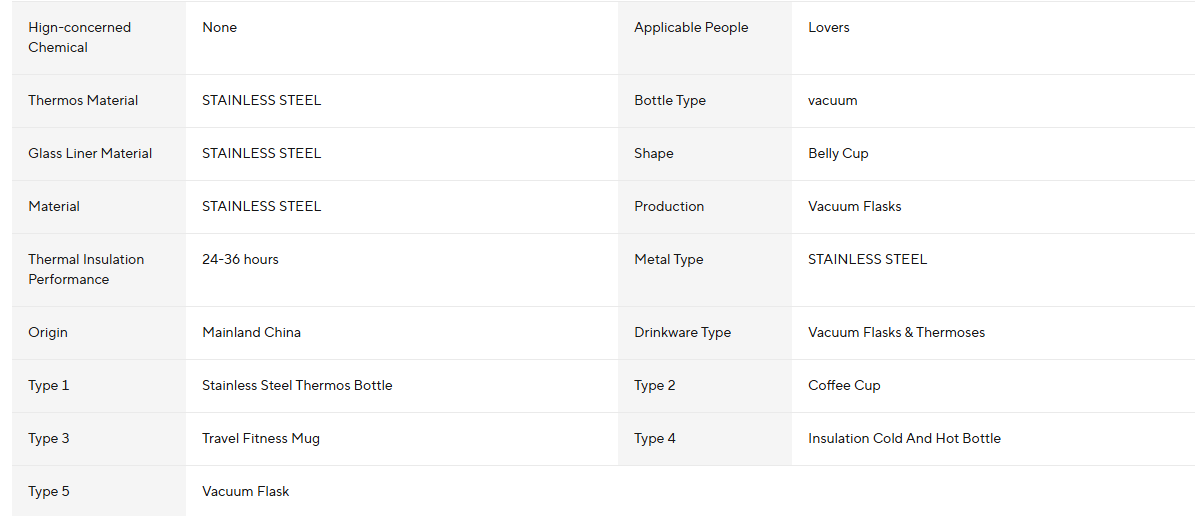 Hign-concerned
Chemical
None
Applicable People
Lovers
Thermos Material
STAINLESS STEEL
Bottle Type
vacuum
Glass Liner Material
STAINLESS STEEL
Shape
Belly Cup
Material
STAINLESS STEEL
Production
Vacuum Flasks
Thermal Insulation
Performance
24-36 hours
Metal Type
STAINLESS STEEL
Origin
Mainland China
Drinkware Type
Vacuum Flasks & Thermoses
Type 1
Stainless Steel Thermos Bottle
Type 2
Coffee Cup
Type 3
Travel Fitness Mug
Type 4
Insulation Cold And Hot Bottle
Type 5
Vacuum Flask